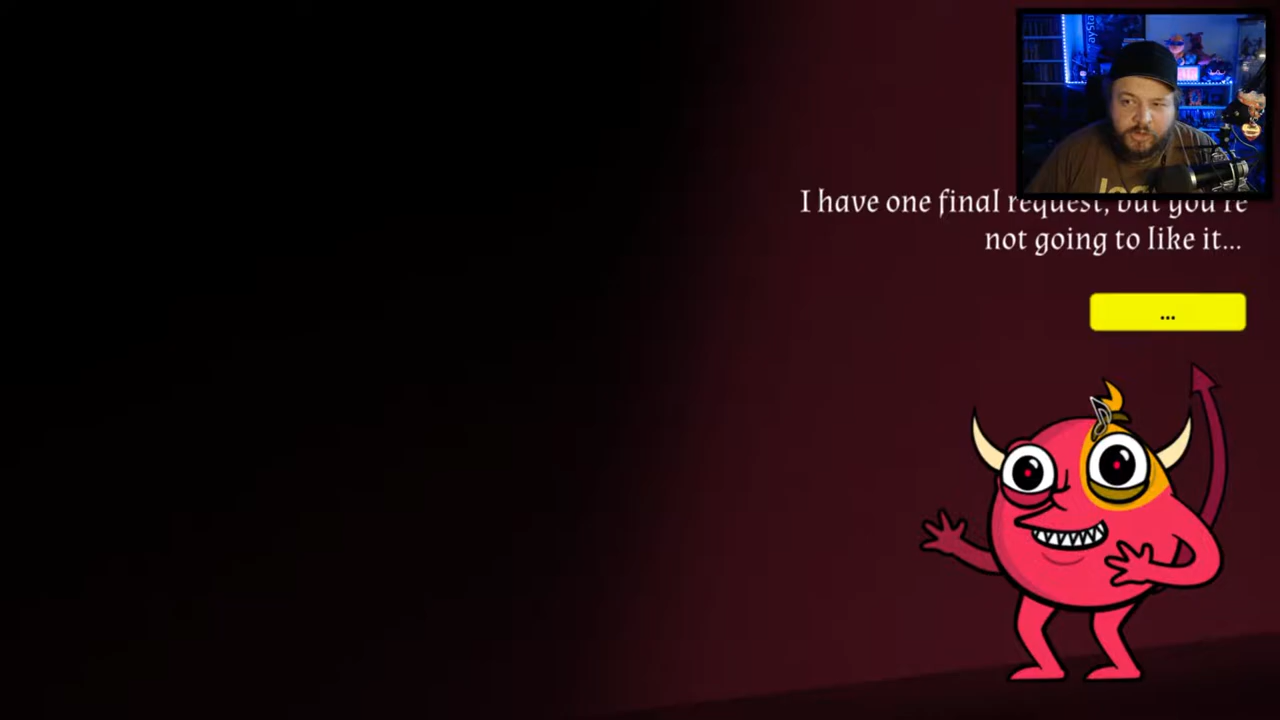 I have one final request, but you're
not going to like it...
...